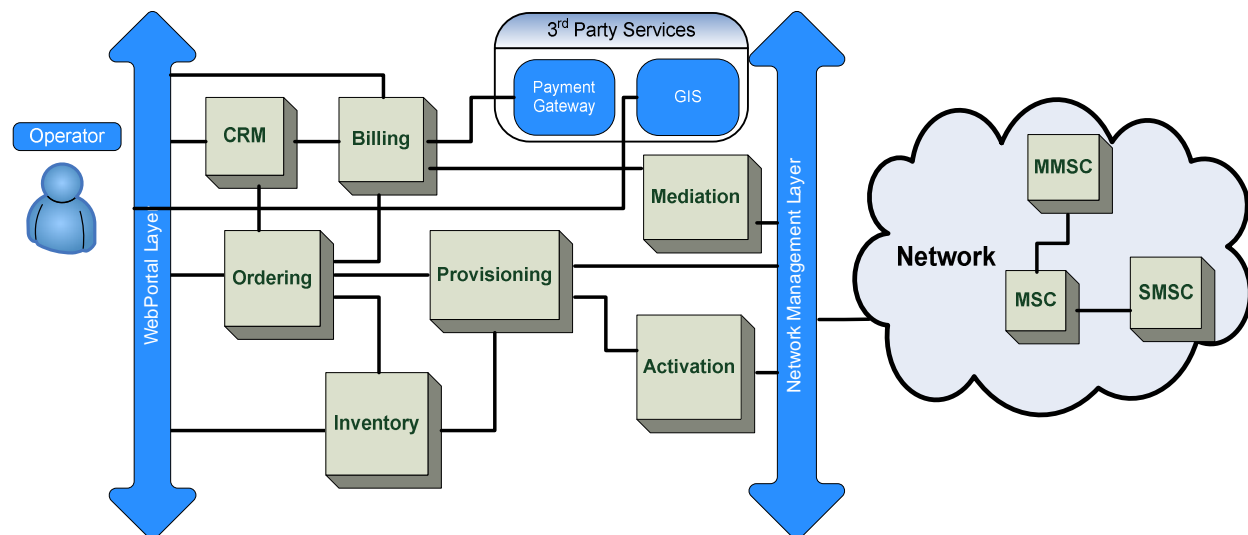 3rd Party Services
Payment
Gateway
GIS
Operator
CRM
Billing
MMSC
Mediation
WebPortal Layer
Network Management Layer
Network
Ordering
Provisioning
MSC
SMSC
Activation
Inventory